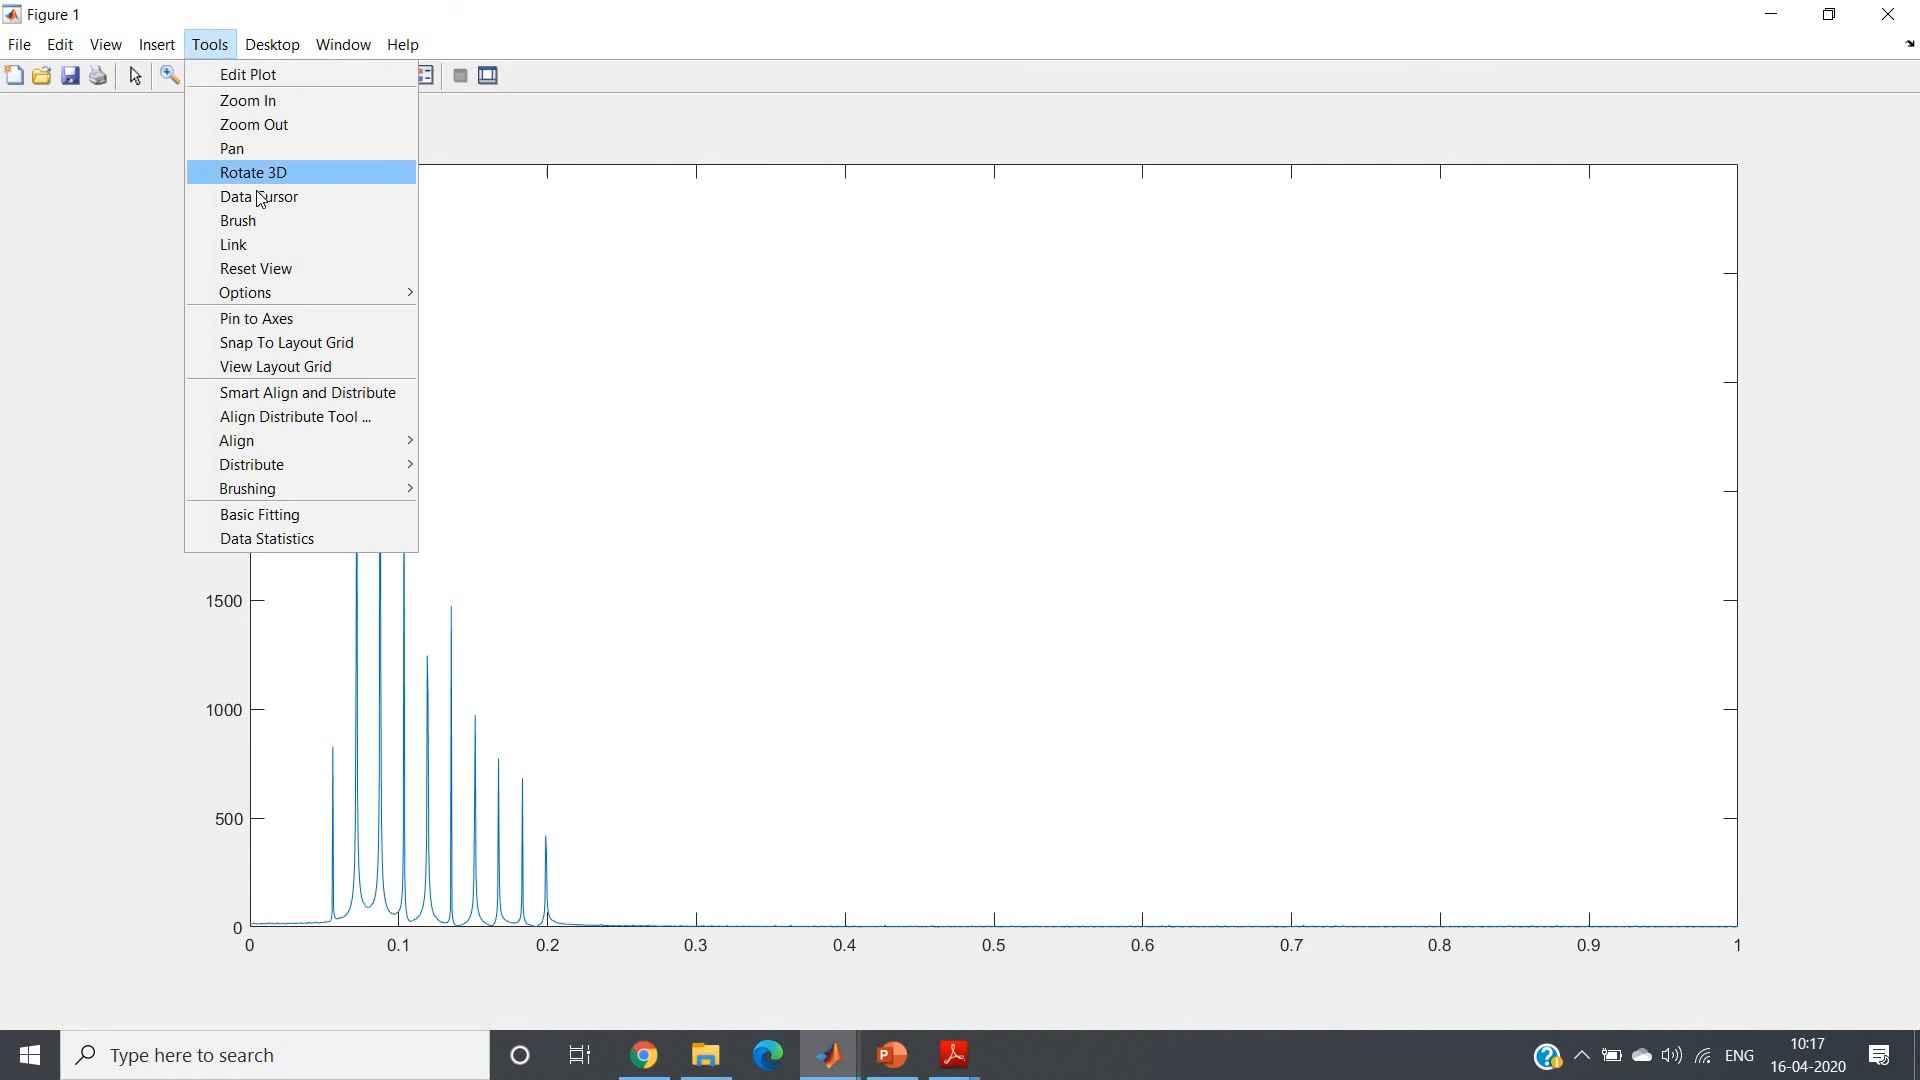 Figure 1
File Edit View Insert Tools Desktop Window Help
Edit Plot
Zoom In
Zoom Out
Pan
Rotate 3D
Data Cursor
Brush
Link
Reset View
Options
Pin to Axes
Snap To Layout Grid
View Layout Grid
Smart Align and Distribute
Align Distribute Tool ...
Align
Distribute
Brushing
Basic Fitting
Data Statistics
1500
1000
500
0
0 0.1 0.2 0.3 0.4 0.5 0.6 0.7 0.8 0.9 1
Type here to search
ENG
10:17
16-04-2020